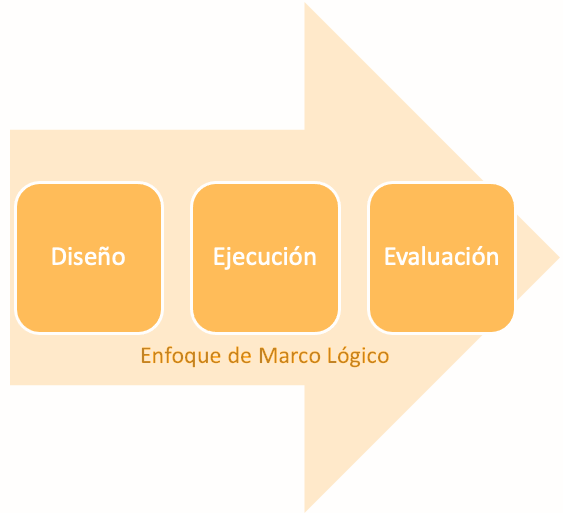 Diseño
Ejecución
Evaluación
Enfoque de Marco Lógico